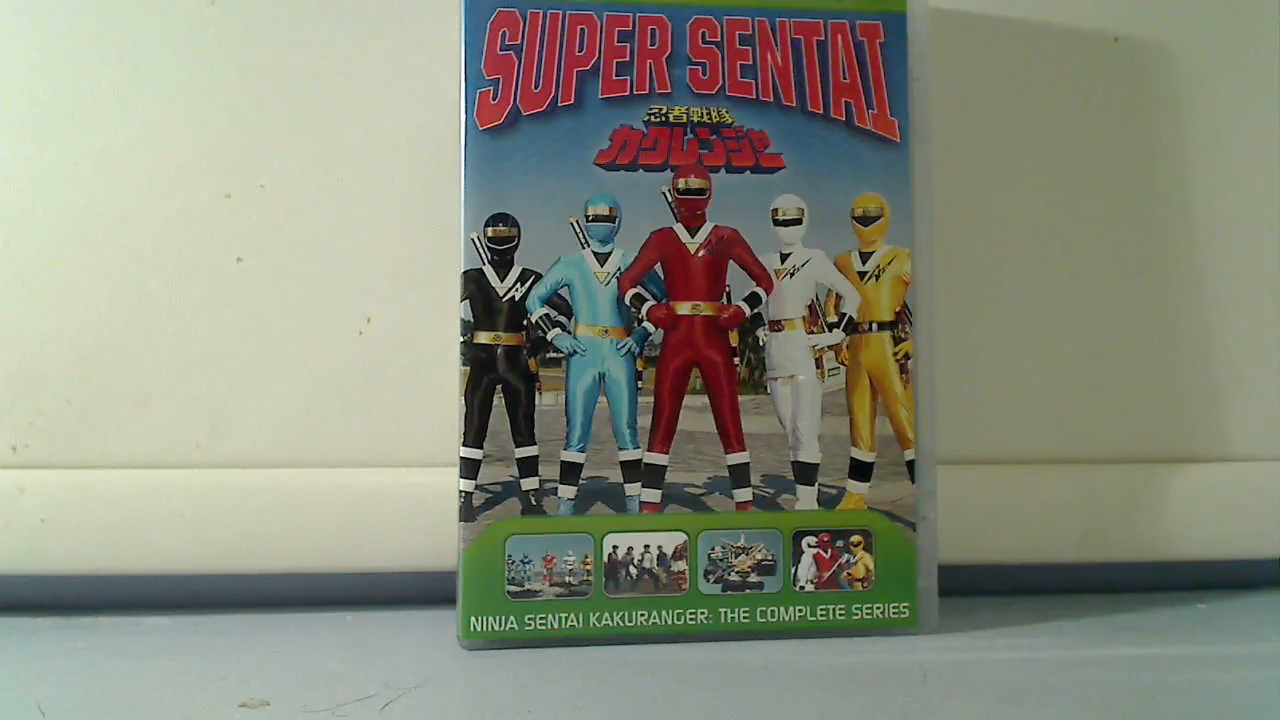 SUPER SENTAI
忍者戦隊
カクレンジャー
NINJA SENTAI KAKURANGER: THE COMPLETE SERIES